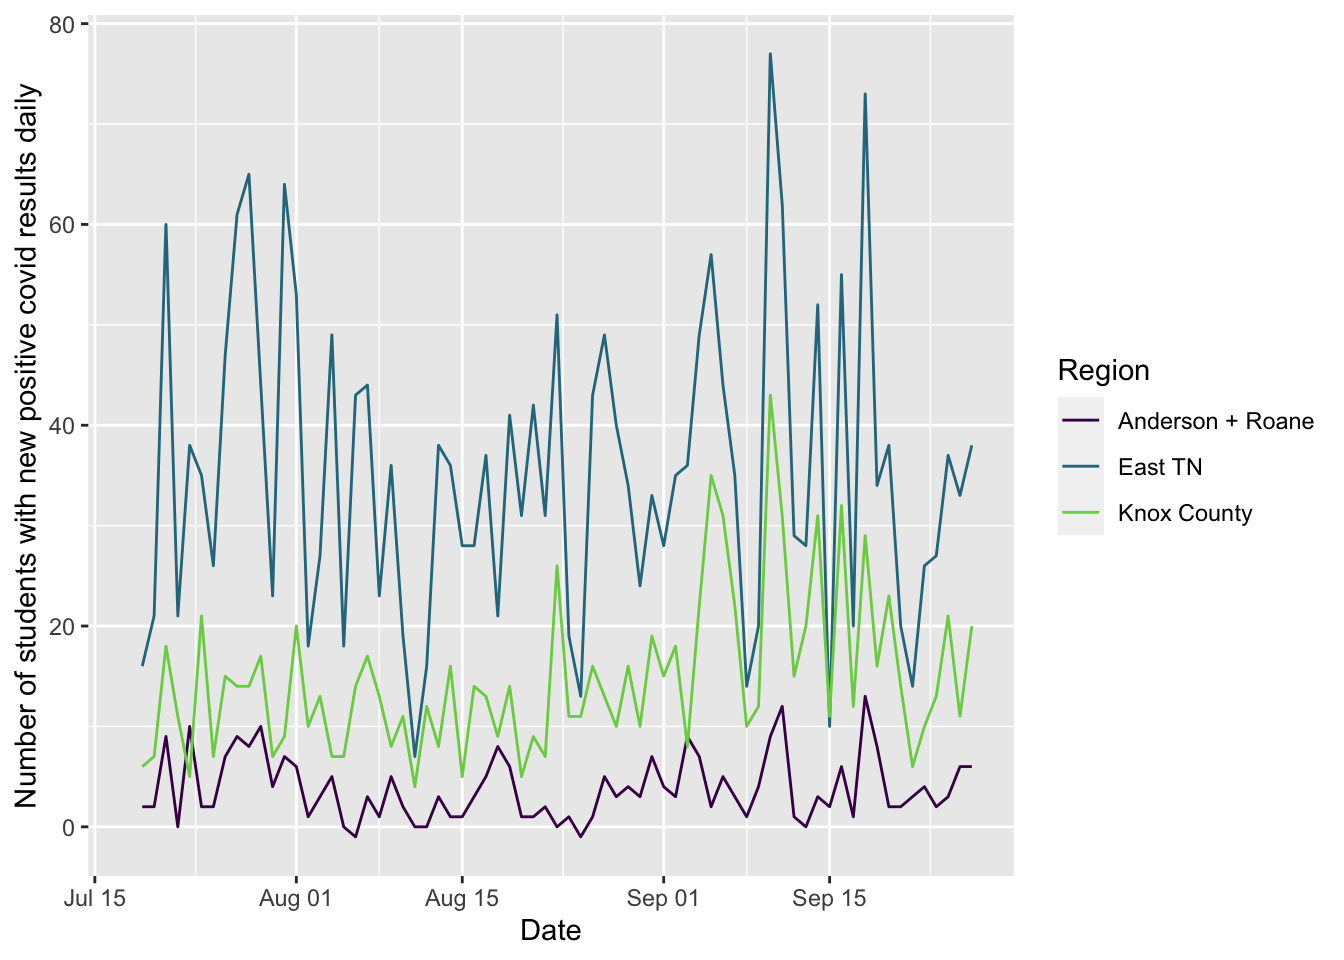 Number of students with new positive covid results daily
80
60
40
20
0
Jul 15
Aug 01
Aug 15
Sep 01
Sep 15
Date
Region
Anderson + Roane
East TN
Knox County